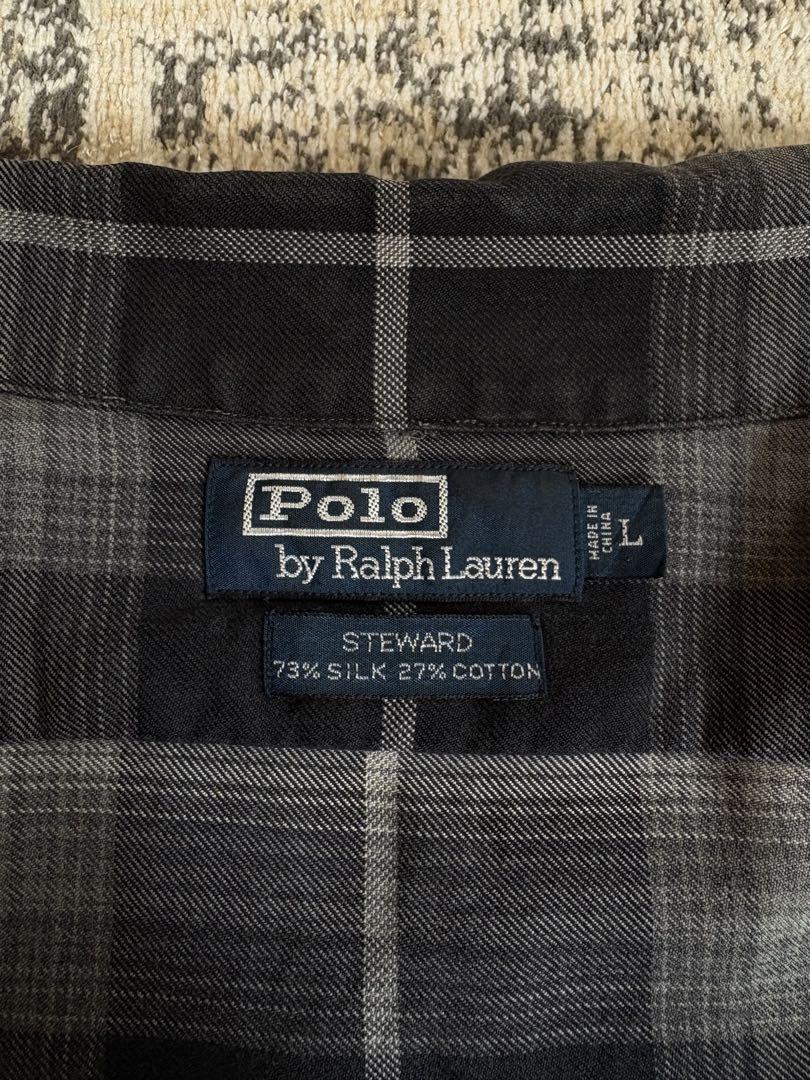 Polo
by Ralph Lauren
MADE IN
CHINA
L
STEWARD
73% SILK 27% COTTON